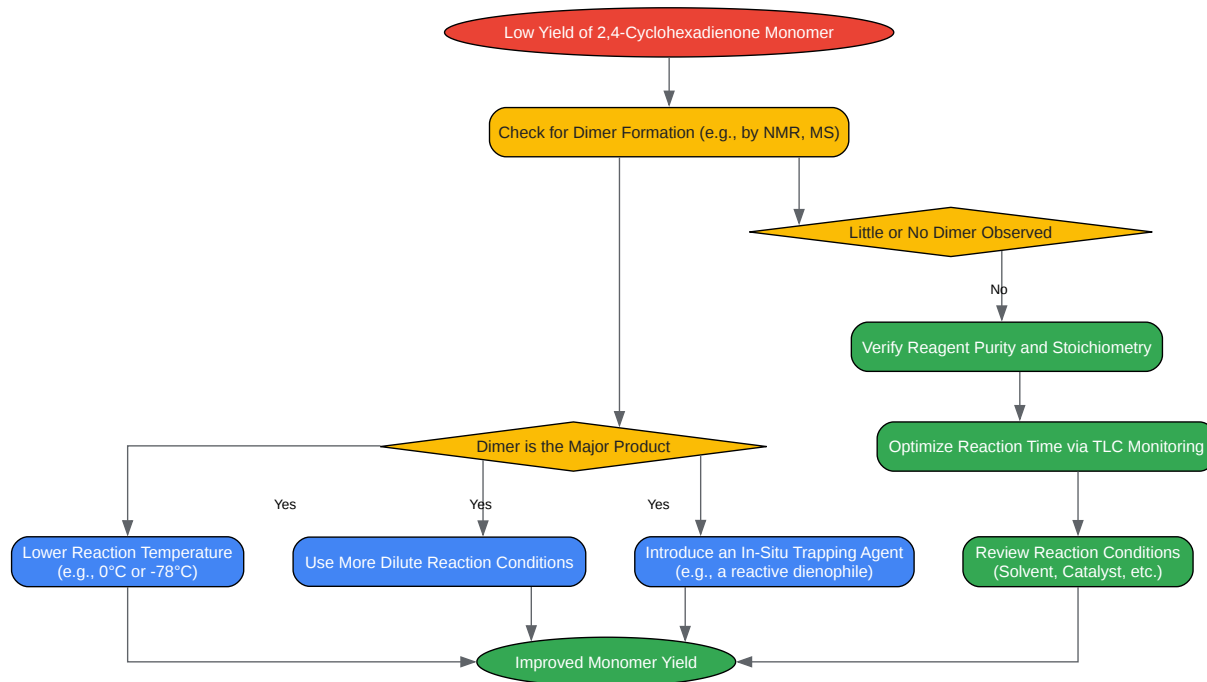 Low Yield of 2,4-Cyclohexadienone Monomer
Check for Dimer Formation (e.g., by NMR, MS)
Little or No Dimer Observed
No
Verify Reagent Purity and Stoichiometry
Optimize Reaction Time via TLC Monitoring
Dimer is the Major Product
Yes
Yes
Yes
Lower Reaction Temperature
(e.g., 0°C or -78°C)
Use More Dilute Reaction Conditions
Introduce an In-Situ Trapping Agent
(e.g., a reactive dienophile)
Review Reaction Conditions
(Solvent, Catalyst, etc.)
Improved Monomer Yield